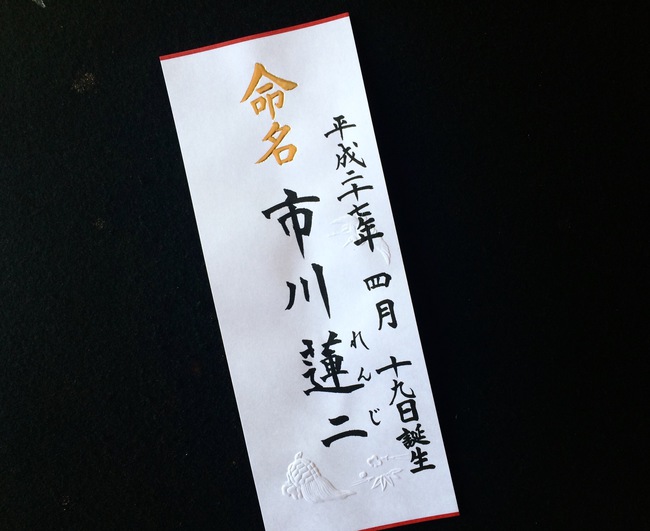 命名
平成二十七年 四月 十九日誕生
市川蓮二
れんじ